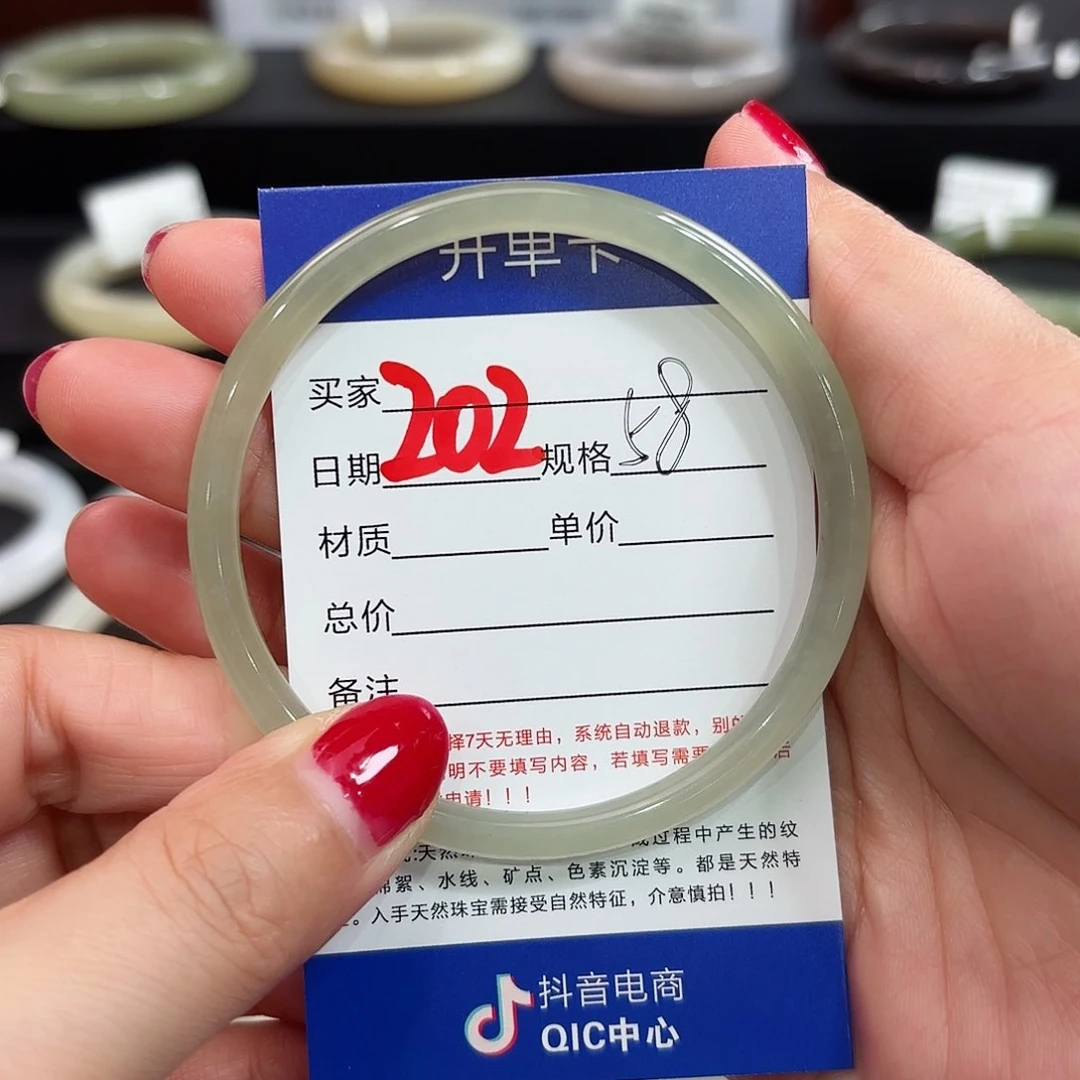 开单卡
买家
202
日期 规格 58
材质 单价
总价
备注
择7天无理由，系统自动退款，别
明不要填写内容，若填写需要 后
申请！！！
:天然
成过程中产生的纹
棉絮、水线、矿点、色素沉淀等。都是天然特
。入手天然珠宝需接受自然特征，介意慎拍！！！
抖音电商
QIC中心